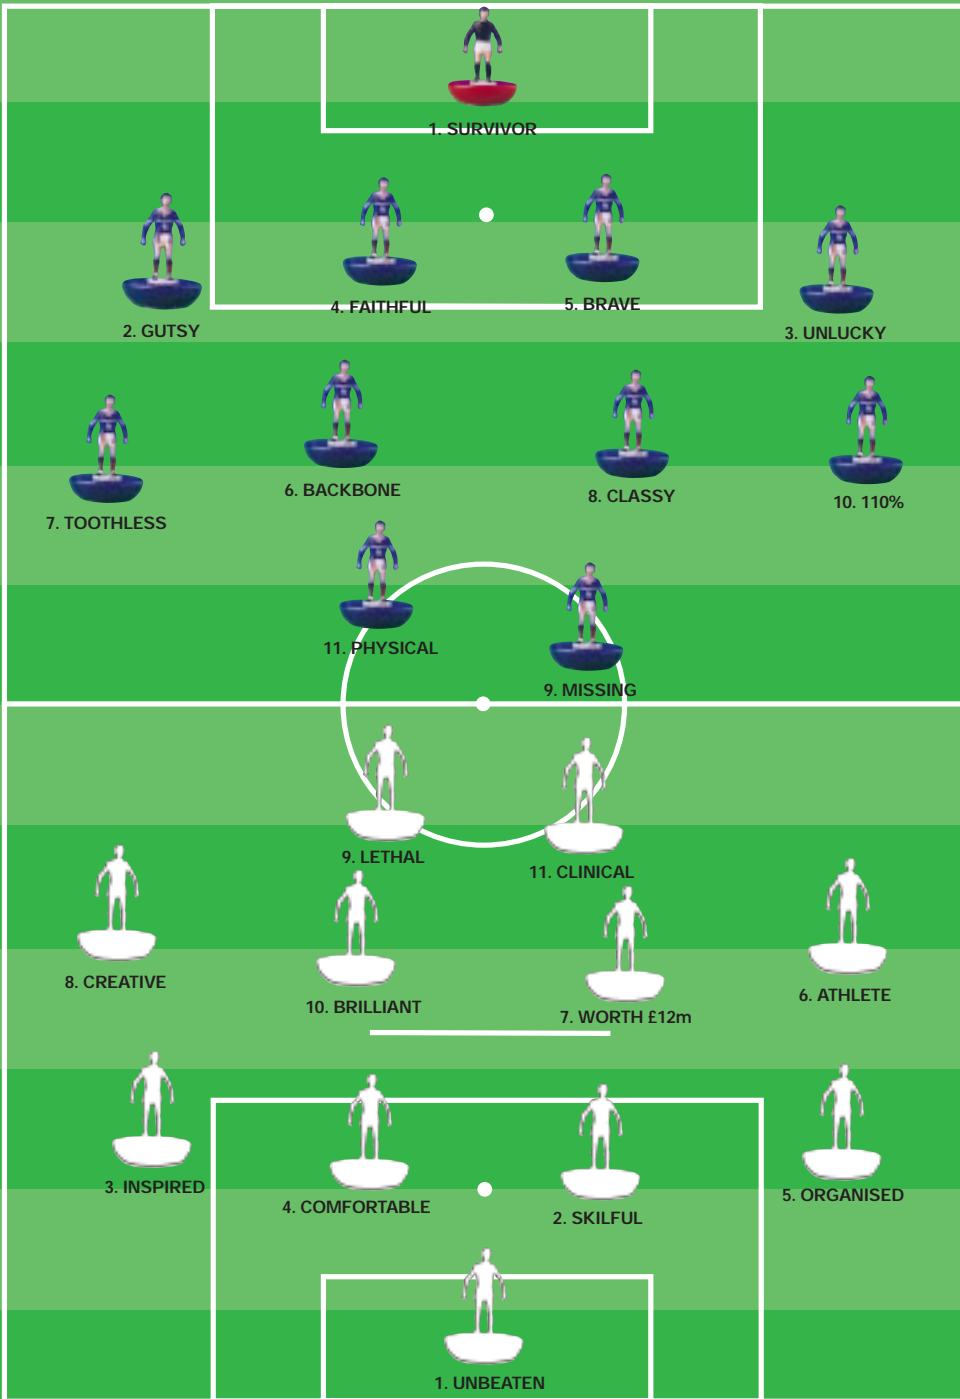 1. SURVIVOR
4. FAITHFUL
5. BRAVE
2. GUTSY
3. UNLUCKY
6. BACKBONE
8. CLASSY
10. 110%
7. TOOTHLESS
11. PHYSICAL
9. MISSING
9. LETHAL
11. CLINICAL
8. CREATIVE
10. BRILLIANT
7. WORTH £12m
6. ATHLETE
3. INSPIRED
4. COMFORTABLE
2. SKILFUL
5. ORGANISED
1. UNBEATEN